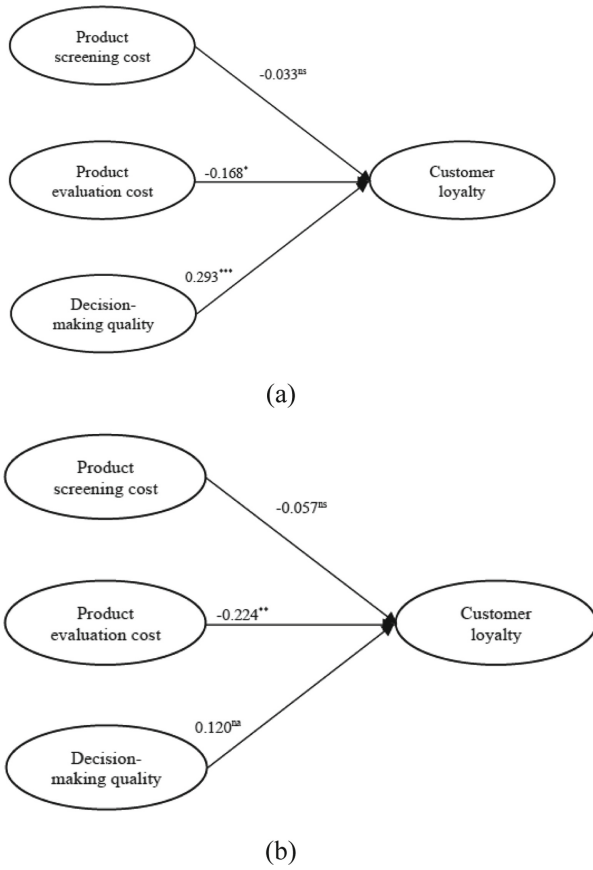 Product
screening cost
-0.033ns
Product
evaluation cost
-0.168*
Customer
loyalty
0.293***
Decision-
making quality
(a)
Product
screening cost
-0.057ns
Product
evaluation cost
-0.224**
Customer
loyalty
0.120na
Decision-
making quality
(b)